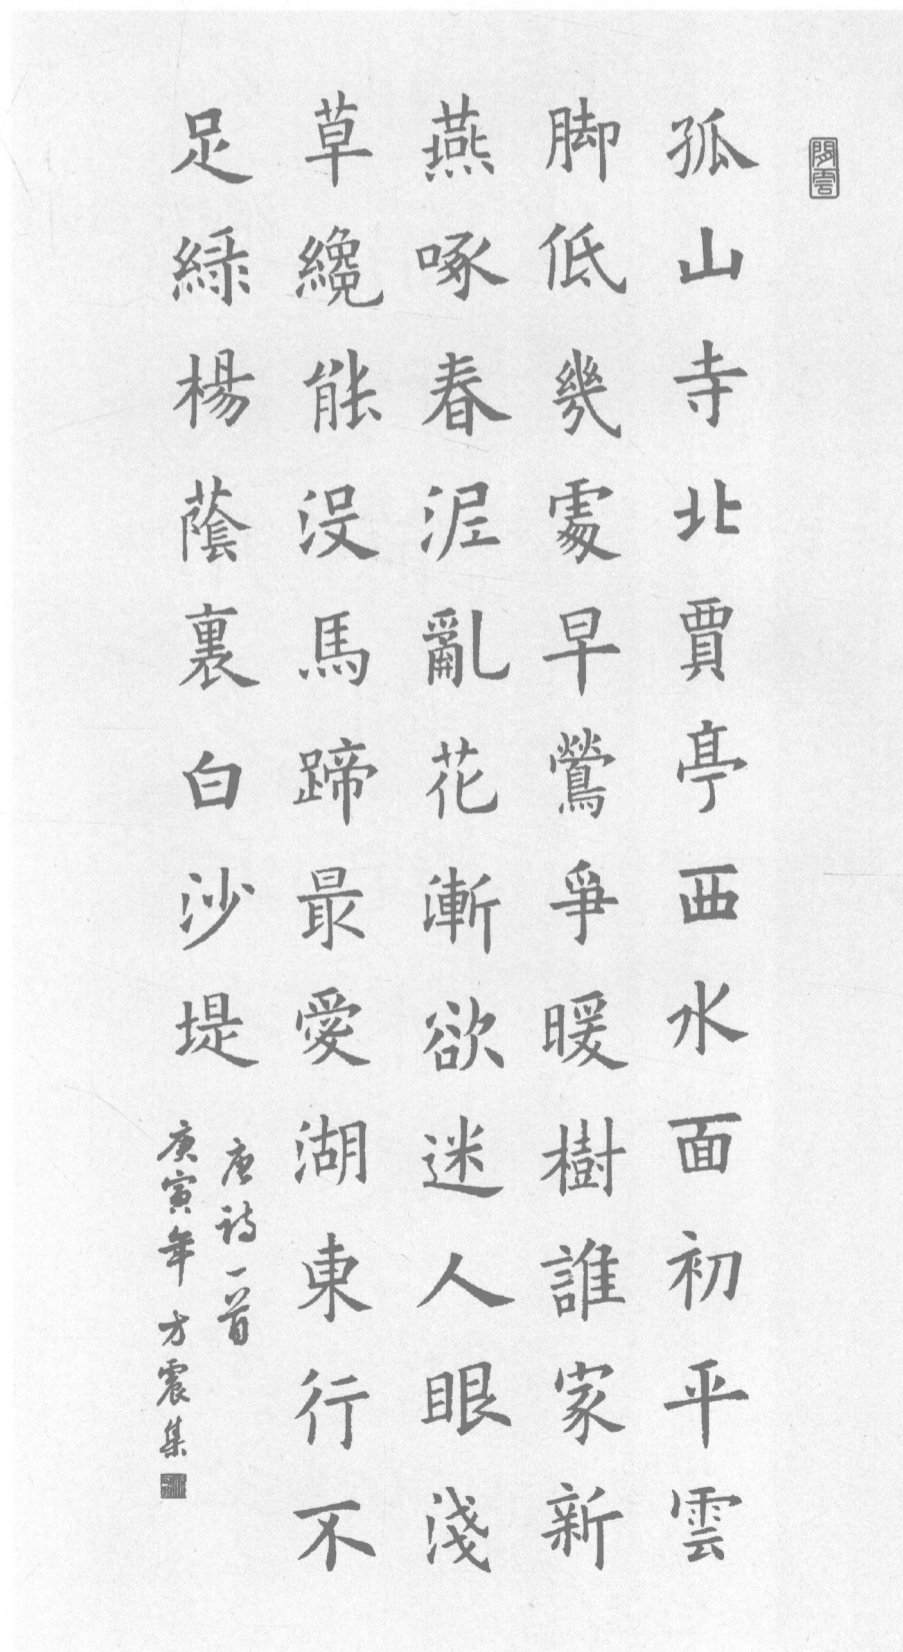 閒雲
孤山寺北賈亭西水面初平雲
脚低幾處早鶯爭暖樹誰家新
燕啄春泥亂花漸欲迷人眼淺
草纔能沒馬蹄最愛湖東行不
足綠楊蔭裏白沙堤
唐詩一首
庚寅年方震集